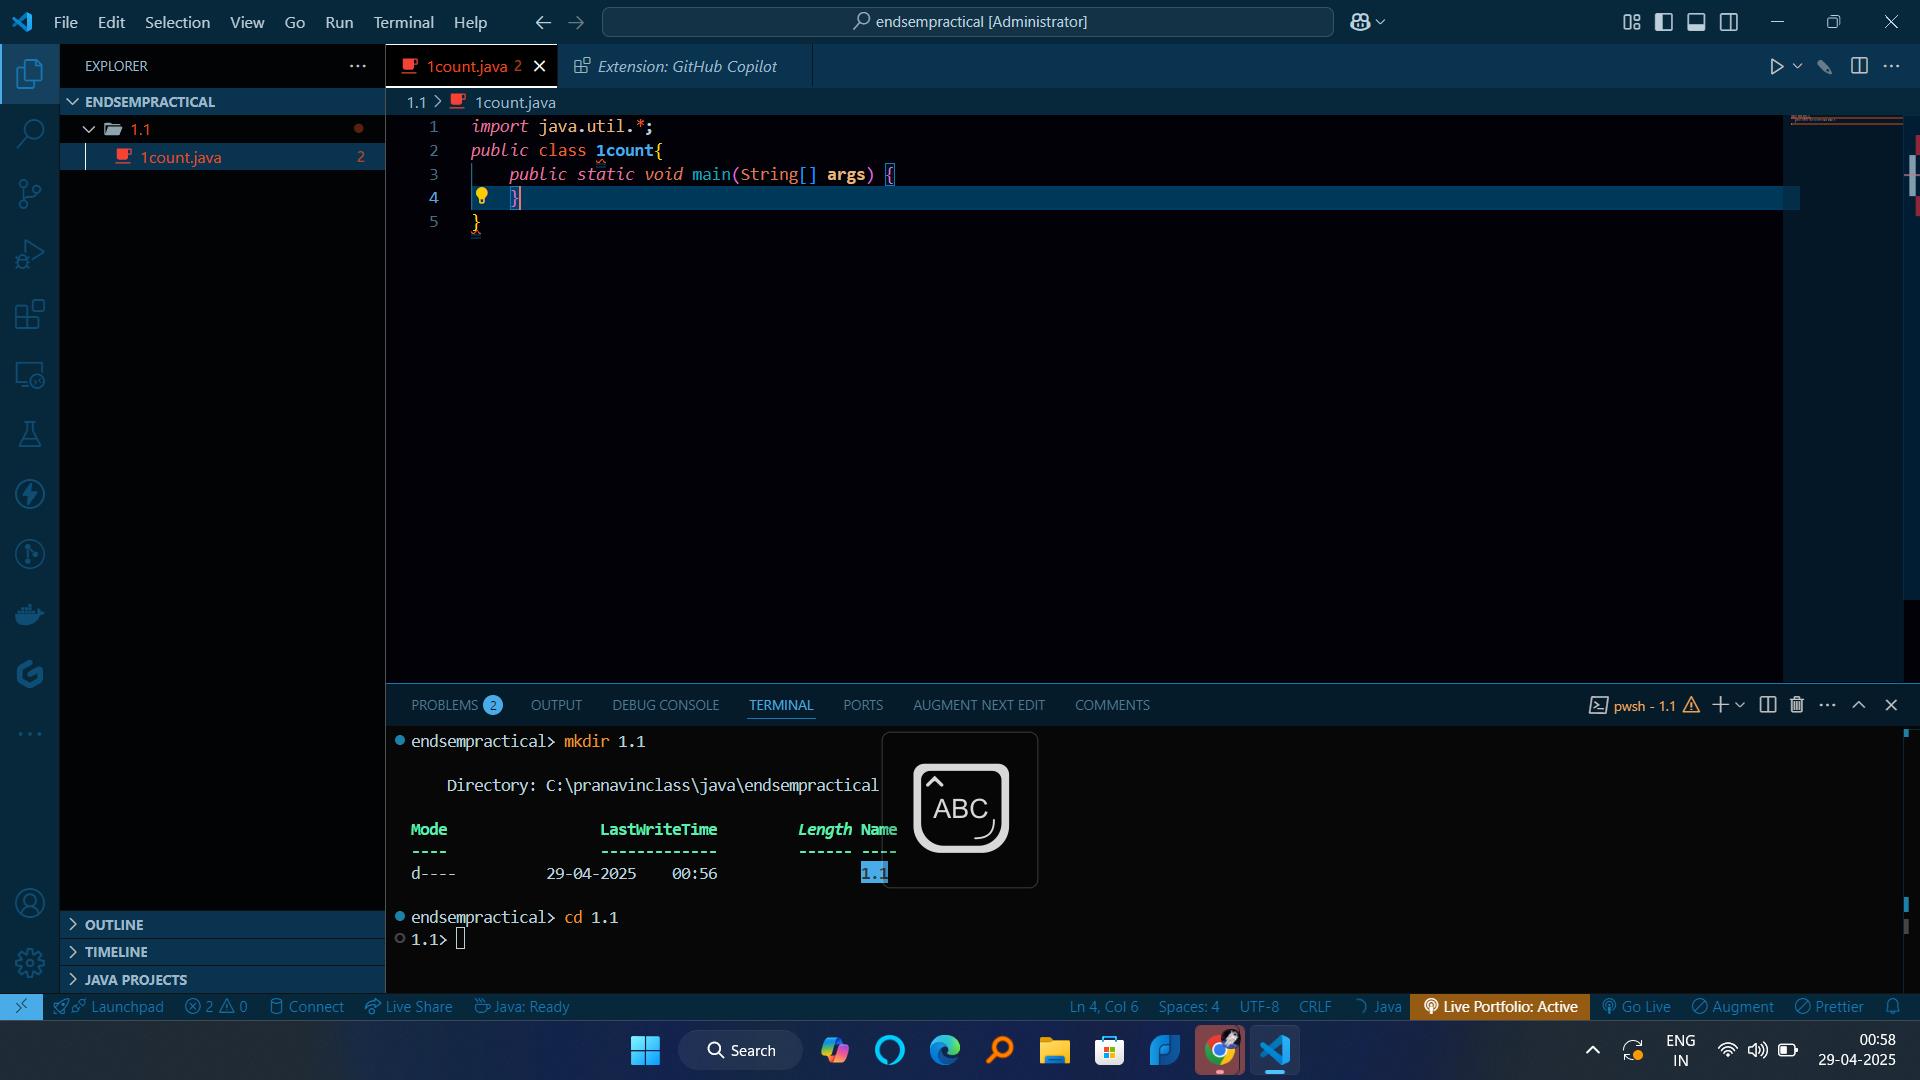 File Edit Selection View Go Run Terminal Help
endsempractical [Administrator]
EXPLORER
ENDSEMPRACTICAL
1.1
1count.java 2
OUTLINE
TIMELINE
JAVA PROJECTS
1count.java 2
Extension: GitHub Copilot
1.1 > 1count.java
1 import java.util.*;
2 public class 1count{
3 public static void main(String[] args) {
4 }
5 }
PROBLEMS 2 OUTPUT DEBUG CONSOLE TERMINAL PORTS AUGMENT NEXT EDIT COMMENTS
pwsh - 1.1
endsempractical> mkdir 1.1
Directory: C:\pranavinclass\java\endsempractical
Mode LastWriteTime Length Name
---- ------------- ------ ----
d---- 29-04-2025 00:56 1.1
endsempractical> cd 1.1
1.1>
ABC
Launchpad 2 0 Connect Live Share Java: Ready
Ln 4, Col 6 Spaces: 4 UTF-8 CRLF Java Live Portfolio: Active Go Live Augment Prettier
Search
ENG
IN
00:58
29-04-2025